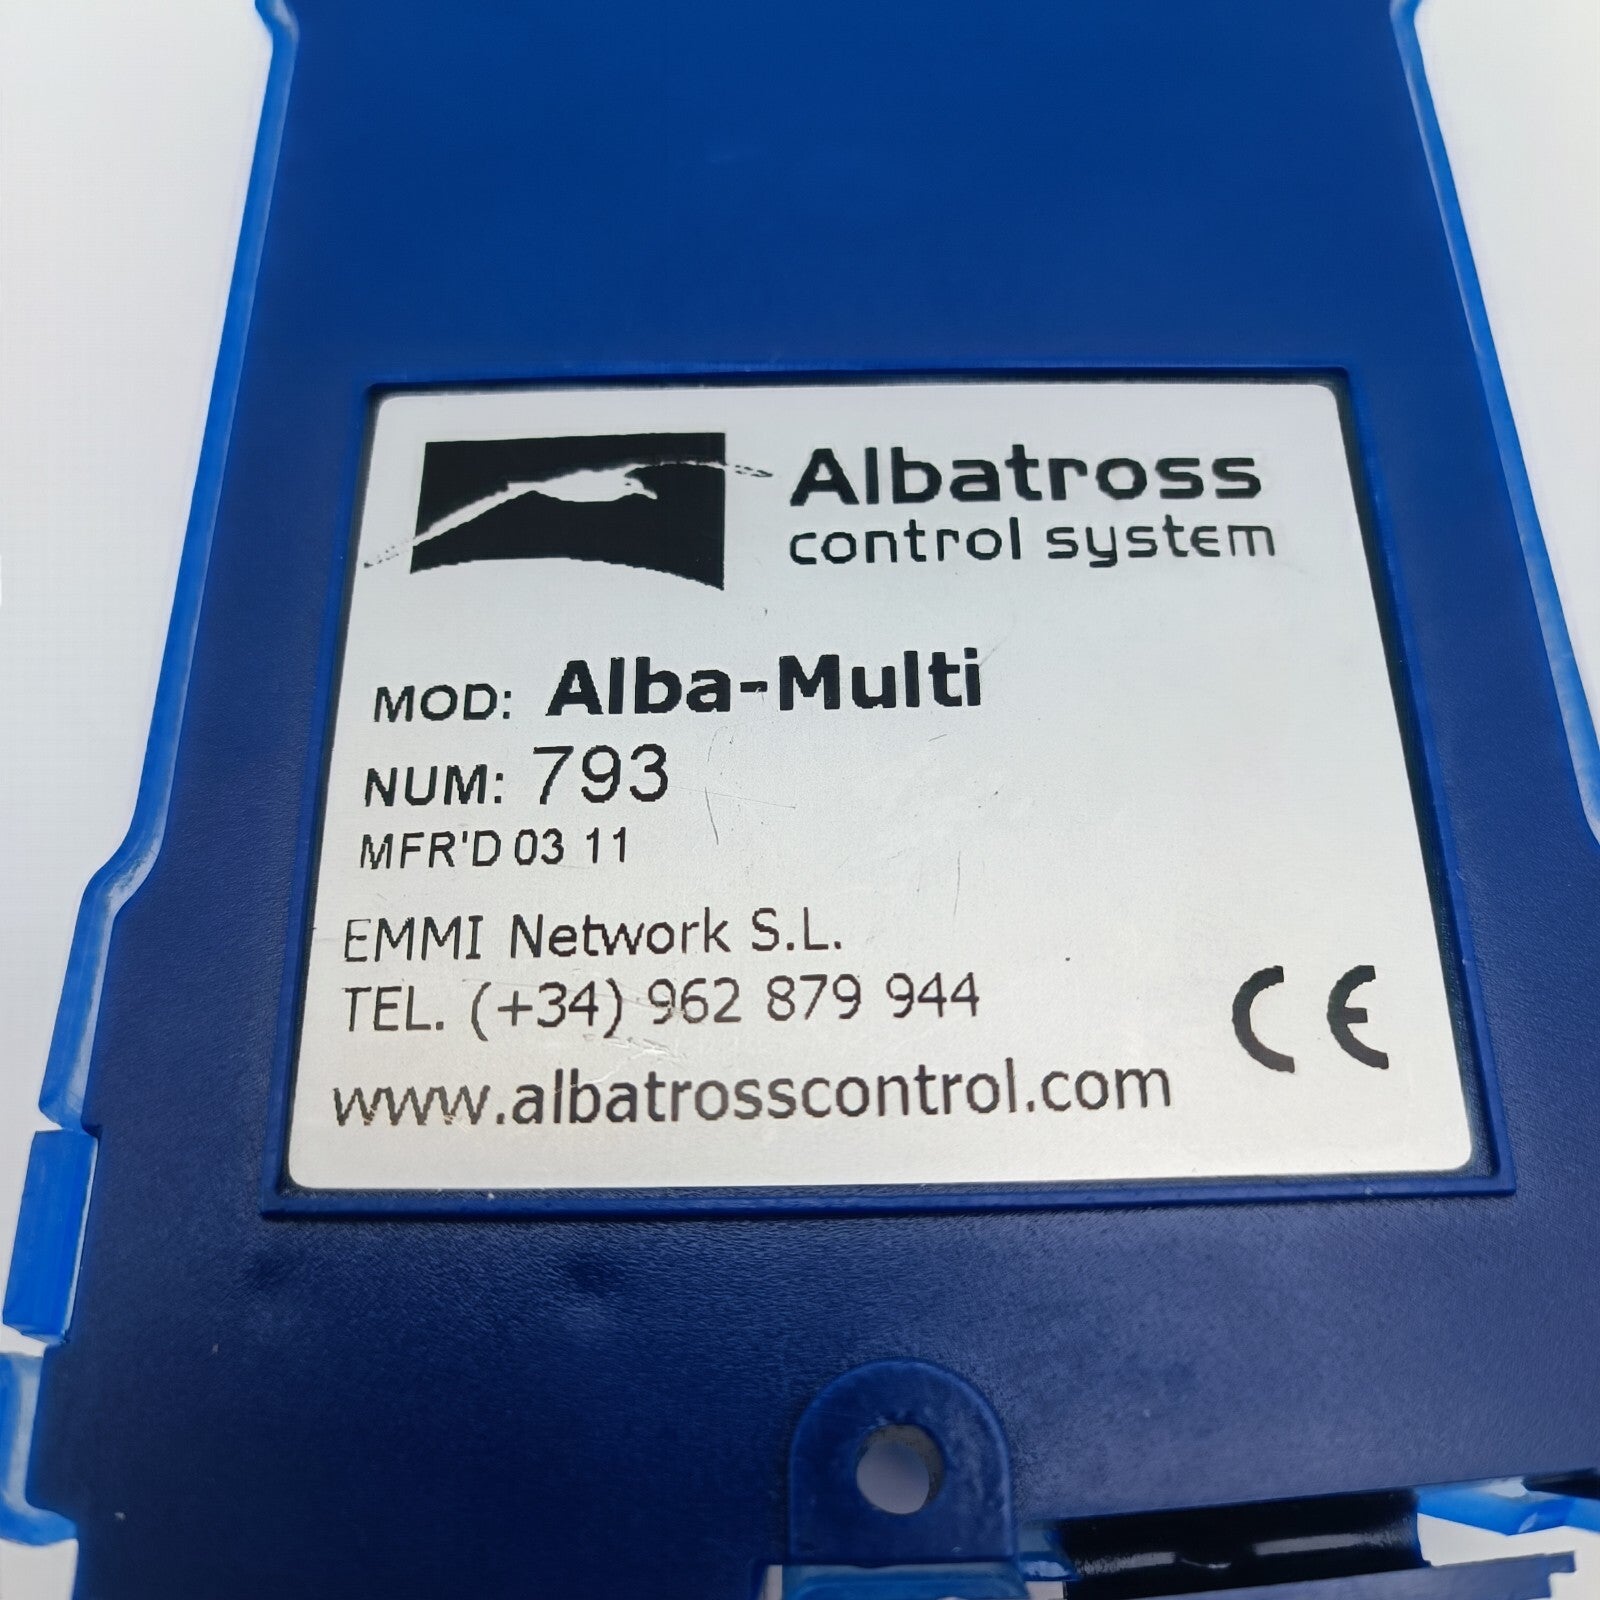 Albatross
control system
MOD: Alba-Multi
NUM: 793
MFR'D 03 11
EMMI Network S.L.
TEL. (+34) 962 879 944
www.albatrosscontrol.com
CE